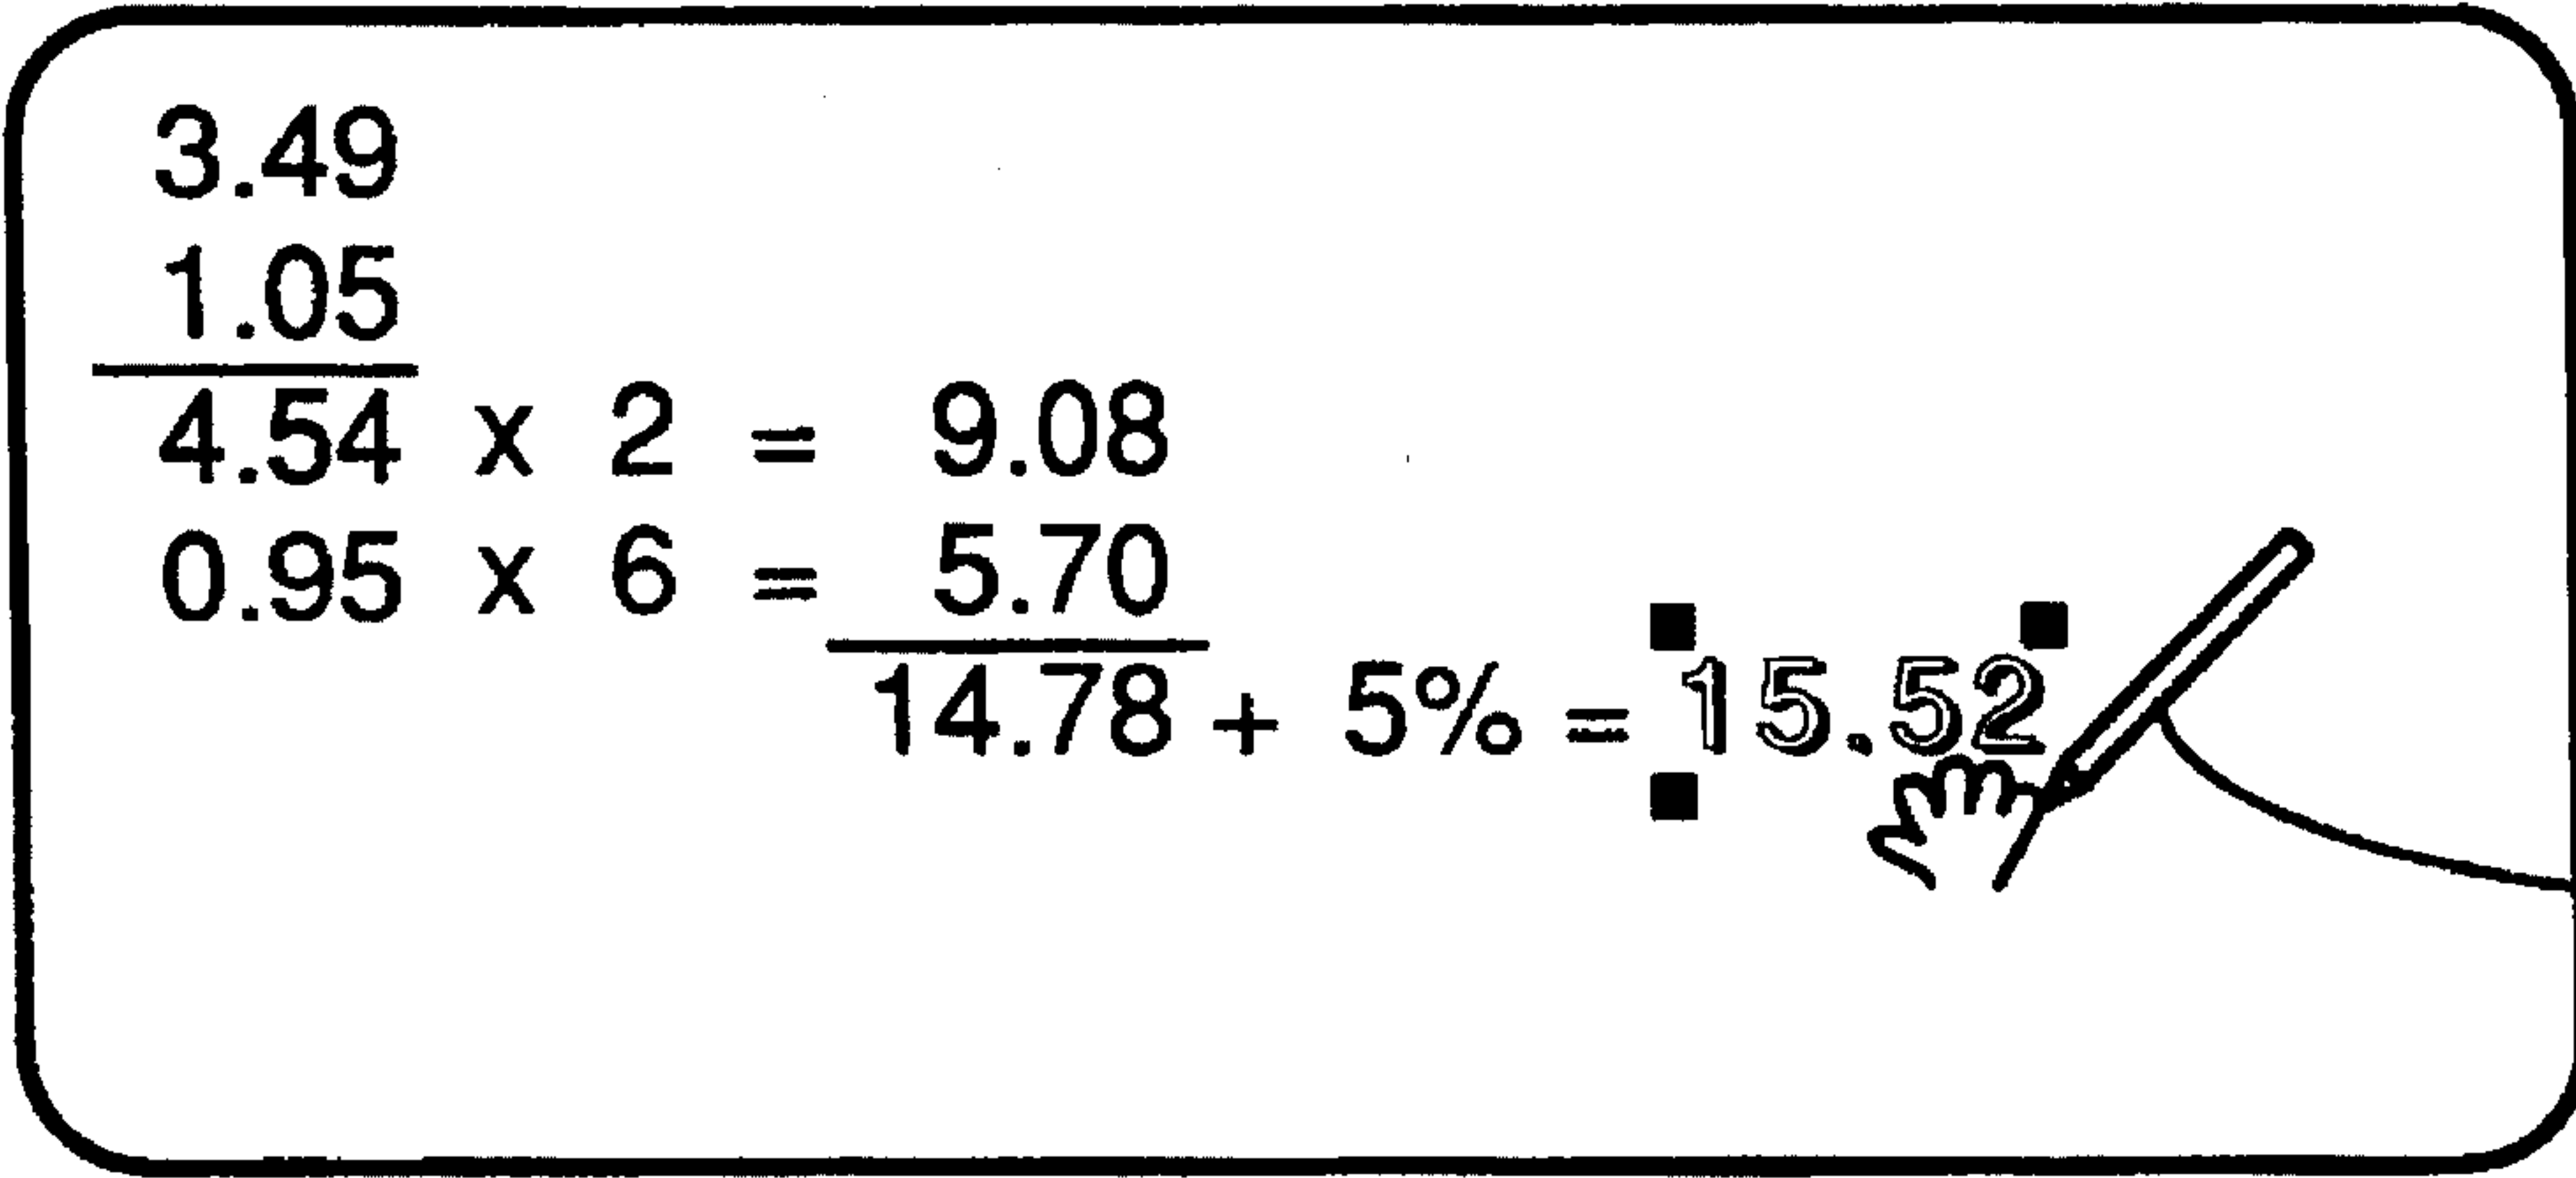 3.49
1.05
4.54 x 2 = 9.08
0.95 x 6 = 5.70
14.78 + 5% = 15.52